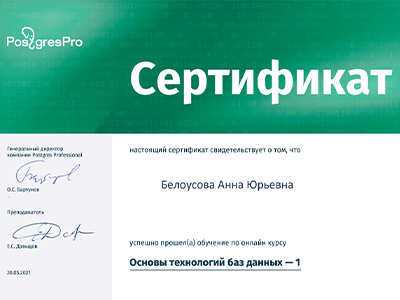 PostgresPro
Сертификат
Генеральный директор
компании Postgres Professional
О.С. Бартунов
Преподаватель
Е.С. Давыдов
20.05.2021
настоящий сертификат свидетельствует о том, что
Белоусова Анна Юрьевна
успешно прошел(а) обучение по онлайн курсу
Основы технологий баз данных — 1